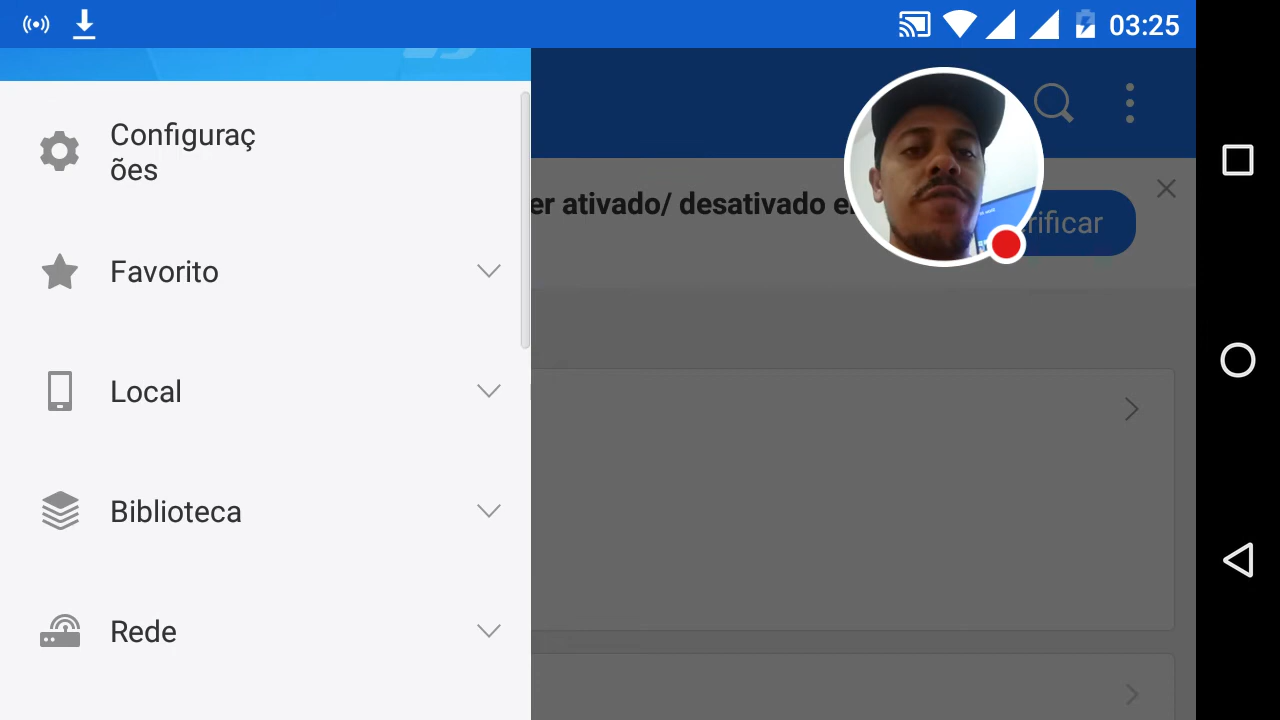 03:25
Configuraç
ões
Favorito
Local
Biblioteca
Rede
er ativado/ desativado e
rificar